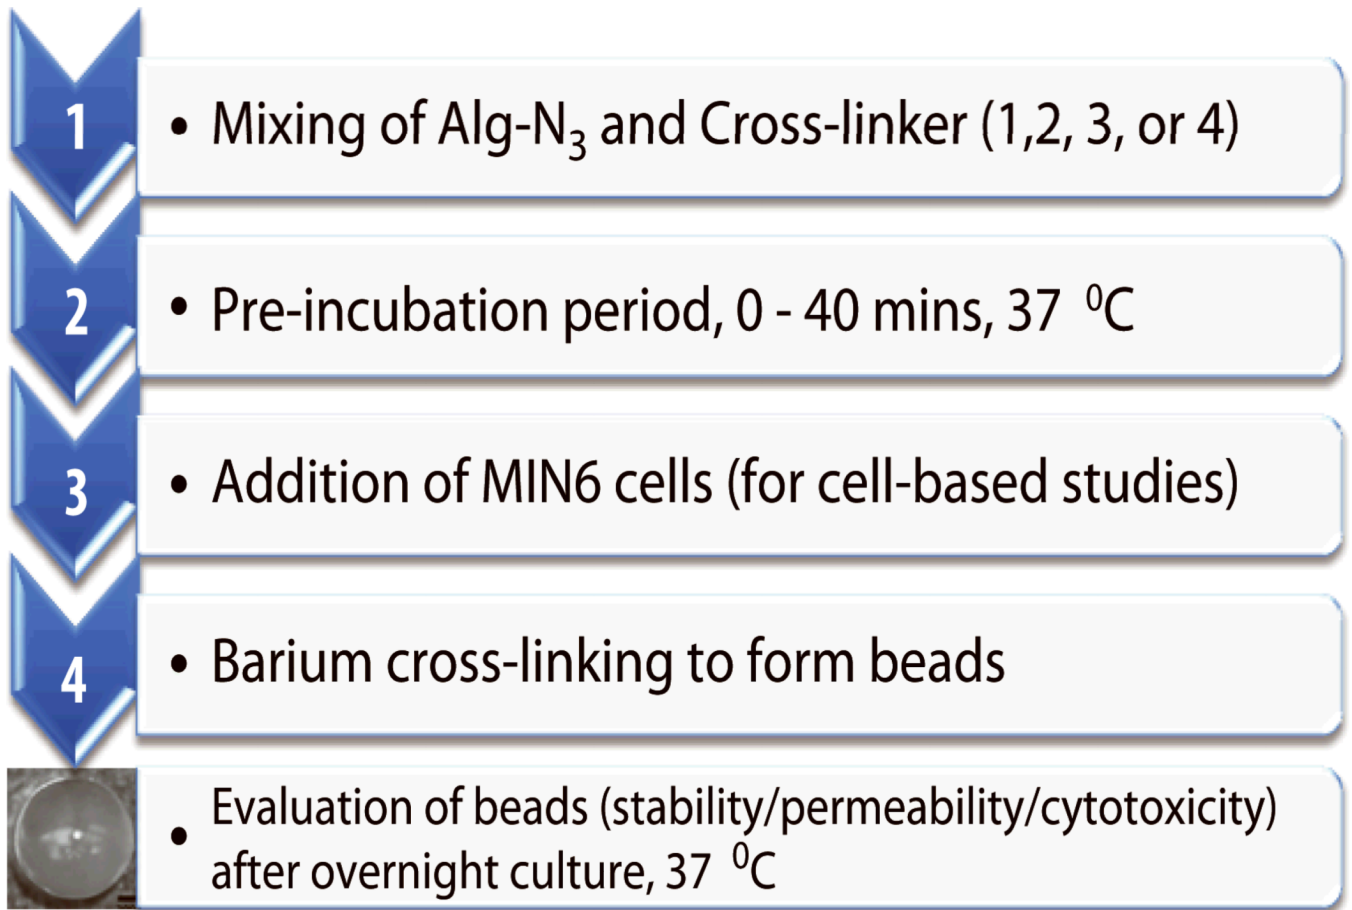 1 • Mixing of Alg-N₃ and Cross-linker (1,2, 3, or 4)
2 • Pre-incubation period, 0 - 40 mins, 37 ⁰C
3 • Addition of MIN6 cells (for cell-based studies)
4 • Barium cross-linking to form beads
• Evaluation of beads (stability/permeability/cytotoxicity)
after overnight culture, 37 ⁰C